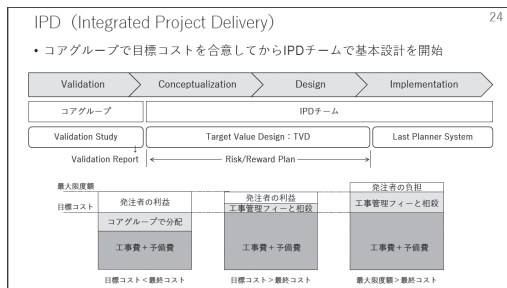 IPD（Integrated Project Delivery）
24
• コアグループで目標コストを合意してからIPDチームで基本設計を開始
Validation
Conceptualization
Design
Implementation
コアグループ
IPDチーム
Validation Study
Target Value Design：TVD
Last Planner System
↓
Validation Report
Risk/Reward Plan
最大限度額
目標コスト
発注者の利益
コアグループで分配
工事費＋予備費
目標コスト＜最終コスト
発注者の利益
工事管理フィーと相殺
工事費＋予備費
目標コスト＞最終コスト
発注者の負担
工事管理フィーと相殺
工事費＋予備費
最大限度額＞最終コスト